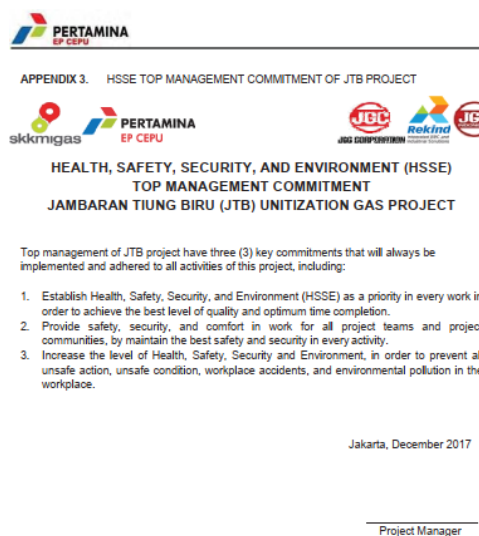 PERTAMINA
EP CEPU
APPENDIX 3. HSSE TOP MANAGEMENT COMMITMENT OF JTB PROJECT
skkmigas
PERTAMINA
EP CEPU
JGC
JGC CORPORATION
Rekind
HEALTH, SAFETY, SECURITY, AND ENVIRONMENT (HSSE)
TOP MANAGEMENT COMMITMENT
JAMBARAN TIUNG BIRU (JTB) UNITIZATION GAS PROJECT
Top management of JTB project have three (3) key commitments that will always be
implemented and adhered to all activities of this project, including:
1. Establish Health, Safety, Security, and Environment (HSSE) as a priority in every work in
order to achieve the best level of quality and optimum time completion.
2. Provide safety, security, and comfort in work for all project teams and projec
communities, by maintain the best safety and security in every activity.
3. Increase the level of Health, Safety, Security and Environment, in order to prevent al
unsafe action, unsafe condition, workplace accidents, and environmental pollution in the
workplace.
Jakarta, December 2017
Project Manager